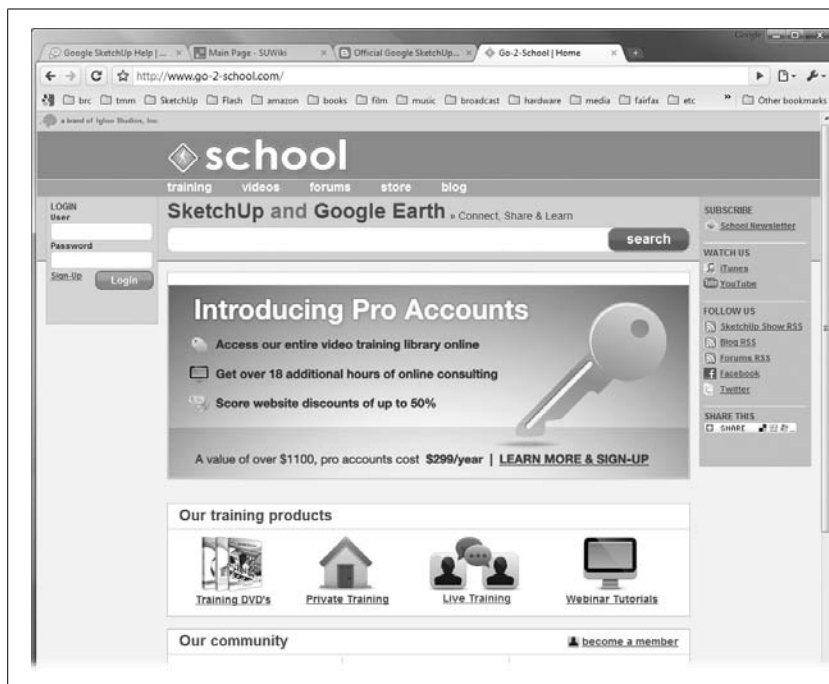 Google
Google SketchUp Help | ... × Main Page - SUWiki × Official Google SketchUp... × Go-2-School | Home ×
http://www.go-2-school.com/
brc tmm SketchUp Flash amazon books film music broadcast hardware media fairfax etc » Other bookmarks
a brand of Igloo Studios, Inc.
school
training videos forums store blog
LOGIN
User
Password
Sign-Up Login
SketchUp and Google Earth » Connect, Share & Learn
search
Introducing Pro Accounts
Access our entire video training library online
Get over 18 additional hours of online consulting
Score website discounts of up to 50%
A value of over $1100, pro accounts cost $299/year | LEARN MORE & SIGN-UP
SUBSCRIBE
School Newsletter
WATCH US
iTunes
YouTube
FOLLOW US
SketchUp Show RSS
Blog RSS
Forums RSS
Facebook
Twitter
SHARE THIS
SHARE
Our training products
Training DVD's Private Training Live Training Webinar Tutorials
Our community become a member